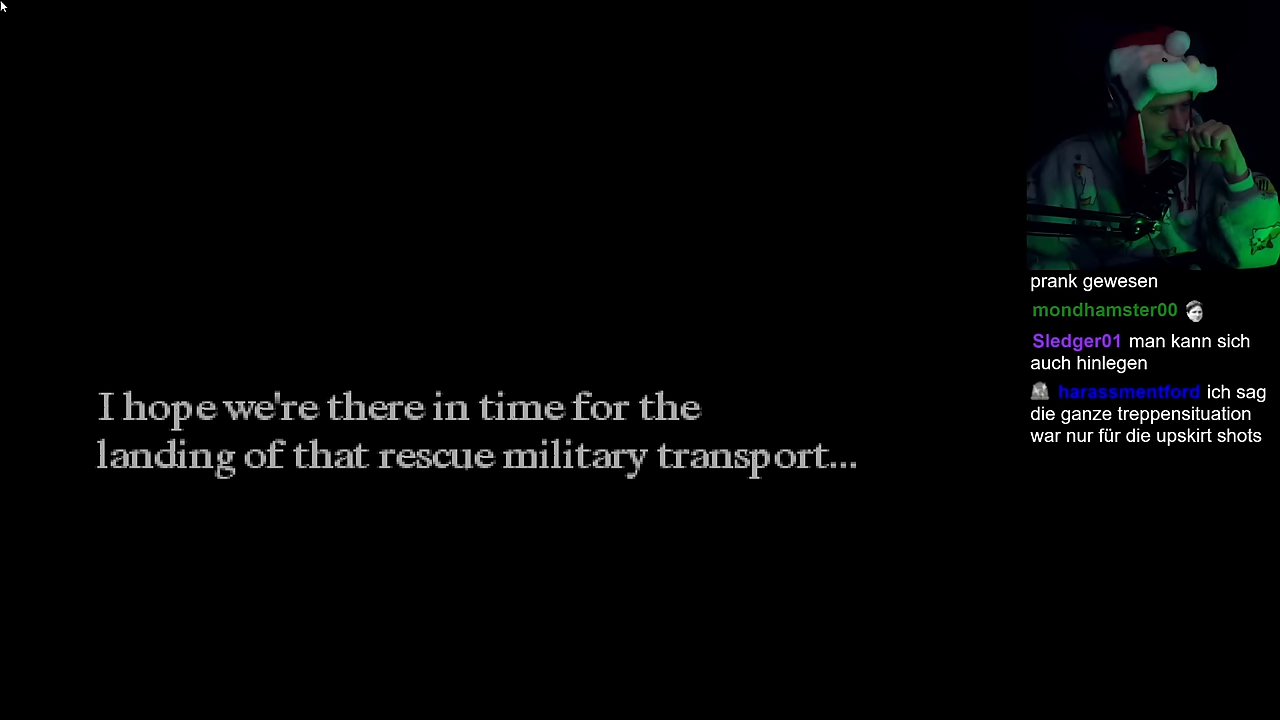 I hope we're there in time for the
landing of that rescue military transport...
prank gewesen
mondhamster00
Sledger01 man kann sich
auch hinlegen
harassmentford ich sag
die ganze treppensituation
war nur für die upskirt shots